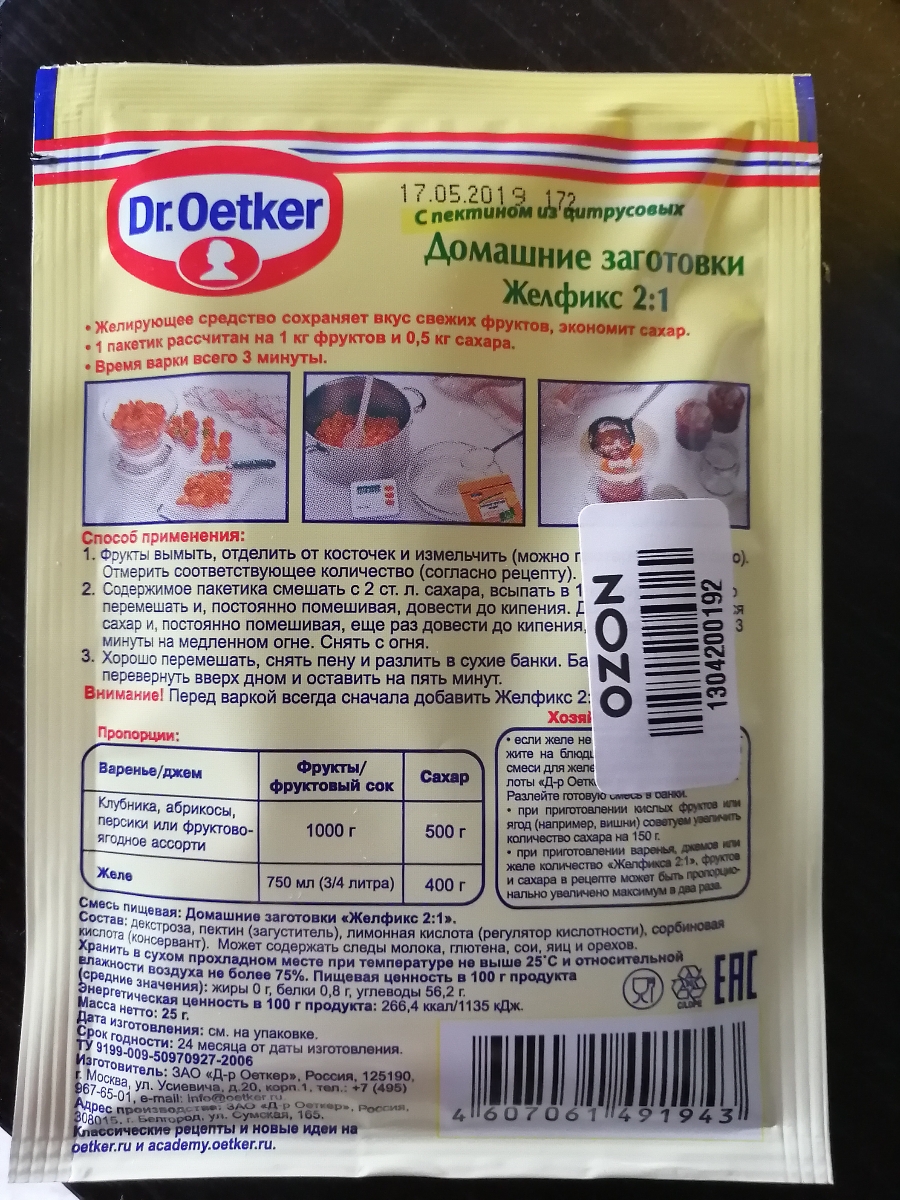 Dr.Oetker
17.05.2019 172
С пектином из цитрусовых
Домашние заготовки
Желфикс 2:1
• Желирующее средство сохраняет вкус свежих фруктов, экономит сахар.
• 1 пакетик рассчитан на 1 кг фруктов и 0,5 кг сахара.
• Время варки всего 3 минуты.
Способ применения:
1. Фрукты вымыть, отделить от косточек и измельчить (можно
Отмерить соответствующее количество (согласно рецепту).
2. Содержимое пакетика смешать с 2 ст. л. сахара, всыпать в
перемешать и, постоянно помешивая, довести до кипения.
сахар и, постоянно помешивая, еще раз довести до кипения, 3
минуты на медленном огне. Снять с огня.
3. Хорошо перемешать, снять пену и разлить в сухие банки.
перевернуть вверх дном и оставить на пять минут.
Внимание! Перед варкой всегда сначала добавить Желфикс
OZON
1304200192
Пропорции:
Варенье/джем
Фрукты/
фруктовый сок
Сахар
Клубника, абрикосы,
персики или фруктово-
ягодное ассорти
1000 г
500 г
Желе
750 мл (3/4 литра)
400 г
• если желе не
жите на
смеси для желе
лоты «Д-р
Разлейте готовую смесь в банки.
• при приготовлении кислых фруктов или
ягод (например, вишни) советуем увеличить
количество сахара на 150 г.
• при приготовлении варенья, джемов или
желе количество «Желфикса 2:1», фруктов
и сахара в рецепте может быть пропорцио-
нально увеличено максимум в два раза.
Смесь пищевая: Домашние заготовки «Желфикс 2:1».
Состав: декстроза, пектин (загуститель), лимонная кислота (регулятор кислотности), сорбиновая
кислота (консервант). Может содержать следы молока, глютена, сои, яиц и орехов.
Хранить в сухом прохладном месте при температуре не выше 25°С и относительной
влажности воздуха не более 75%. Пищевая ценность в 100 г продукта
(средние значения): жиры 0 г, белки 0,8 г, углеводы 56,2 г.
Энергетическая ценность в 100 г продукта: 266,4 ккал/1135 кДж.
Масса нетто: 25 г.
Дата изготовления: см. на упаковке.
Срок годности: 24 месяца от даты изготовления.
ТУ 9199-009-50970927-2006
Изготовитель: ЗАО «Д-р Оеткер», Россия, 125190,
г. Москва, ул. Усиевича, д.20, корп.1, тел.: +7 (495)
967-65-01, e-mail: info@oetker.ru.
Адрес производства: ЗАО «Д-р Оеткер», Россия,
308015, г. Белгород, ул. Сумская, 165.
Классические рецепты и новые идеи на
oetker.ru и academy.oetker.ru.
C/LDPE
EAC
4 607061 491943